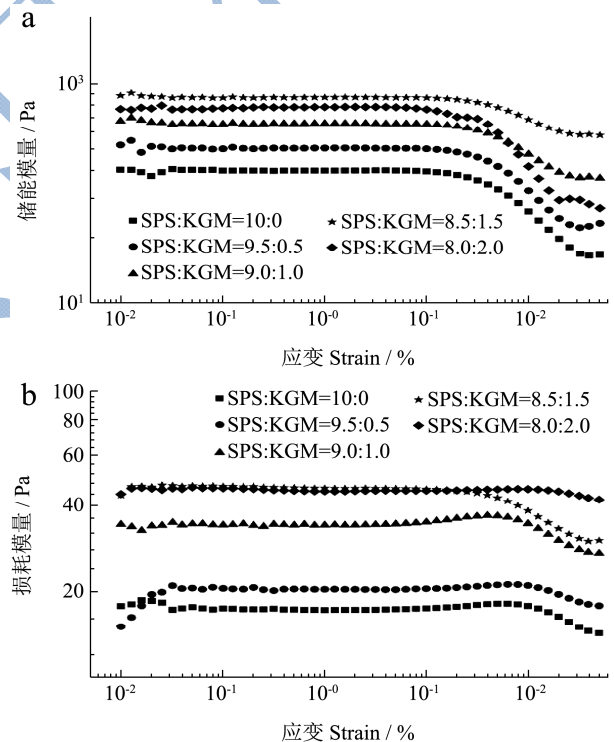 a
10³
储能模量 / Pa
SPS:KGM=10:0
SPS:KGM=8.5:1.5
SPS:KGM=9.5:0.5
SPS:KGM=8.0:2.0
SPS:KGM=9.0:1.0
10¹
10⁻² 10⁻¹ 10⁻⁰ 10⁻¹ 10⁻²
应变 Strain / %
b
100
SPS:KGM=10:0
SPS:KGM=8.5:1.5
80
SPS:KGM=9.5:0.5
SPS:KGM=8.0:2.0
60
SPS:KGM=9.0:1.0
40
损耗模量 / Pa
20
10⁻² 10⁻¹ 10⁻⁰ 10⁻¹ 10⁻²
应变 Strain / %